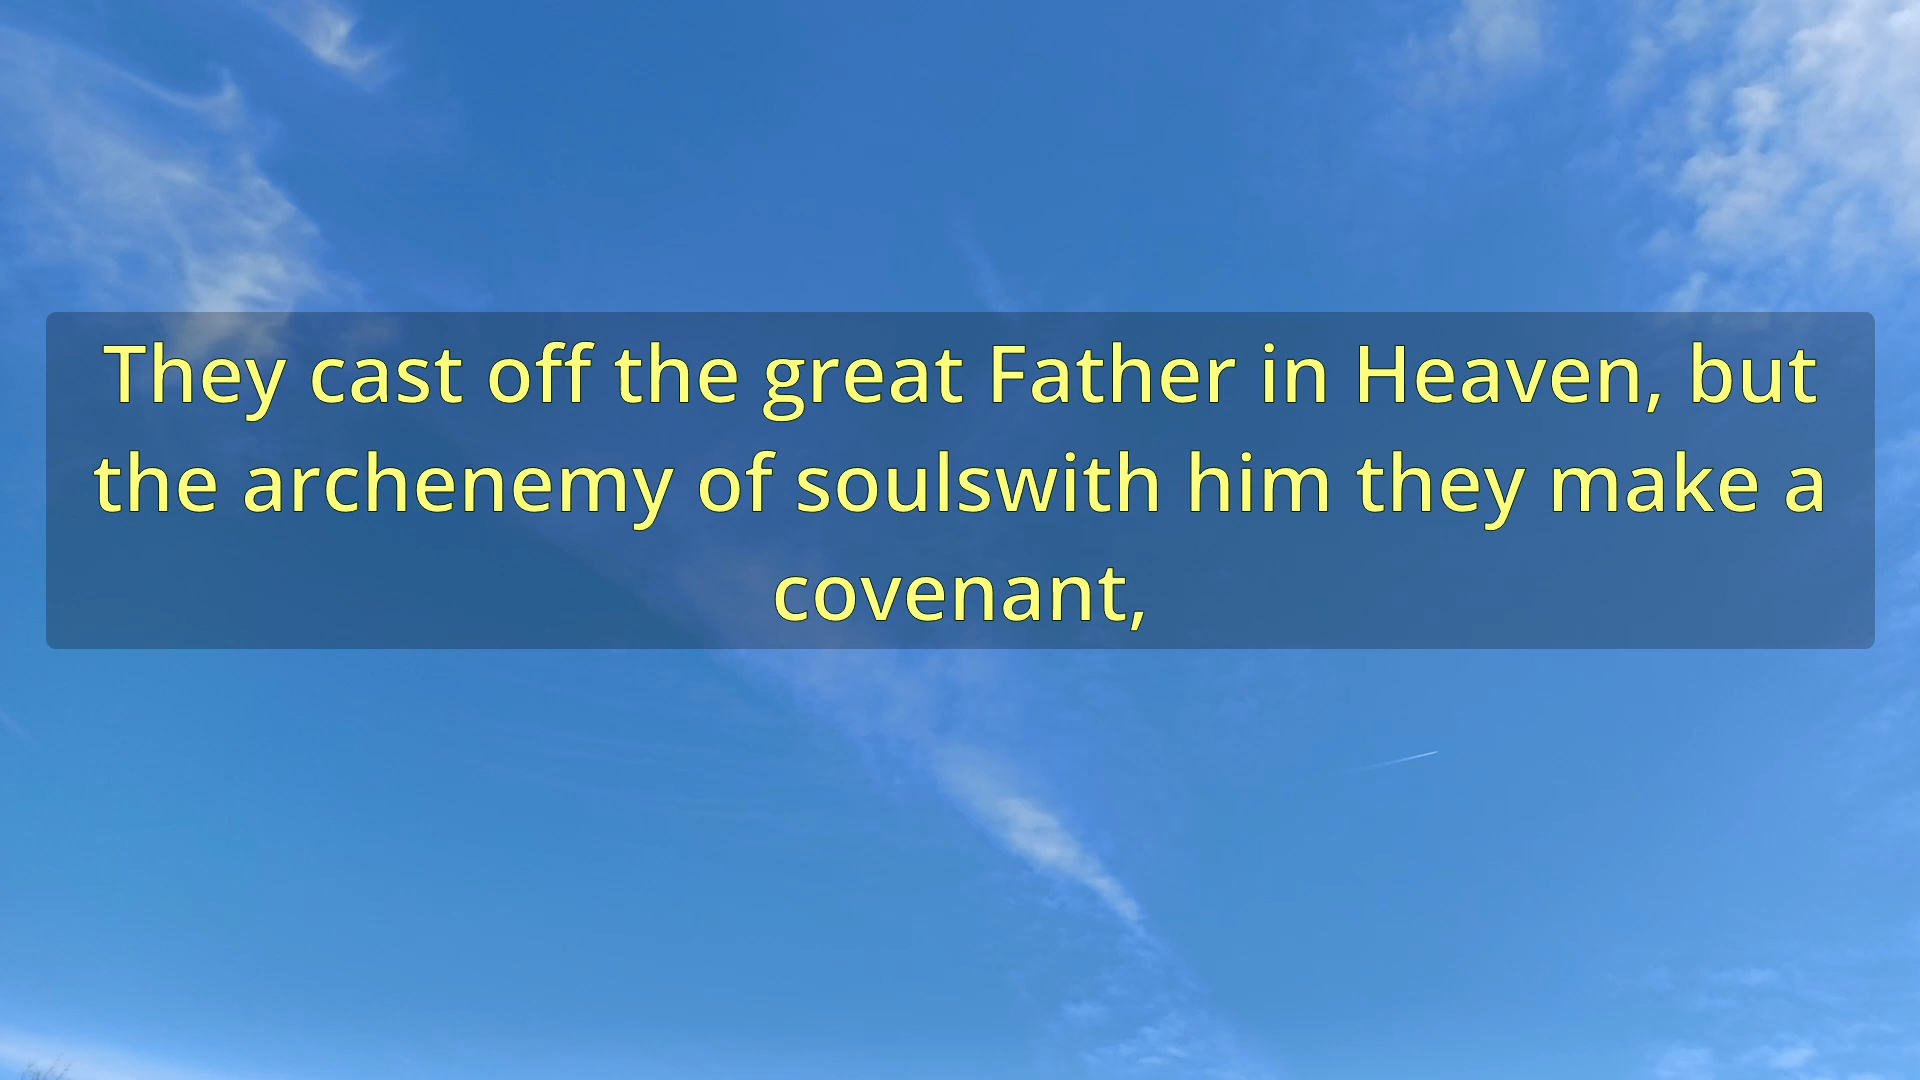 They cast off the great Father in Heaven, but
the archenemy of soulswith him they make a
covenant,